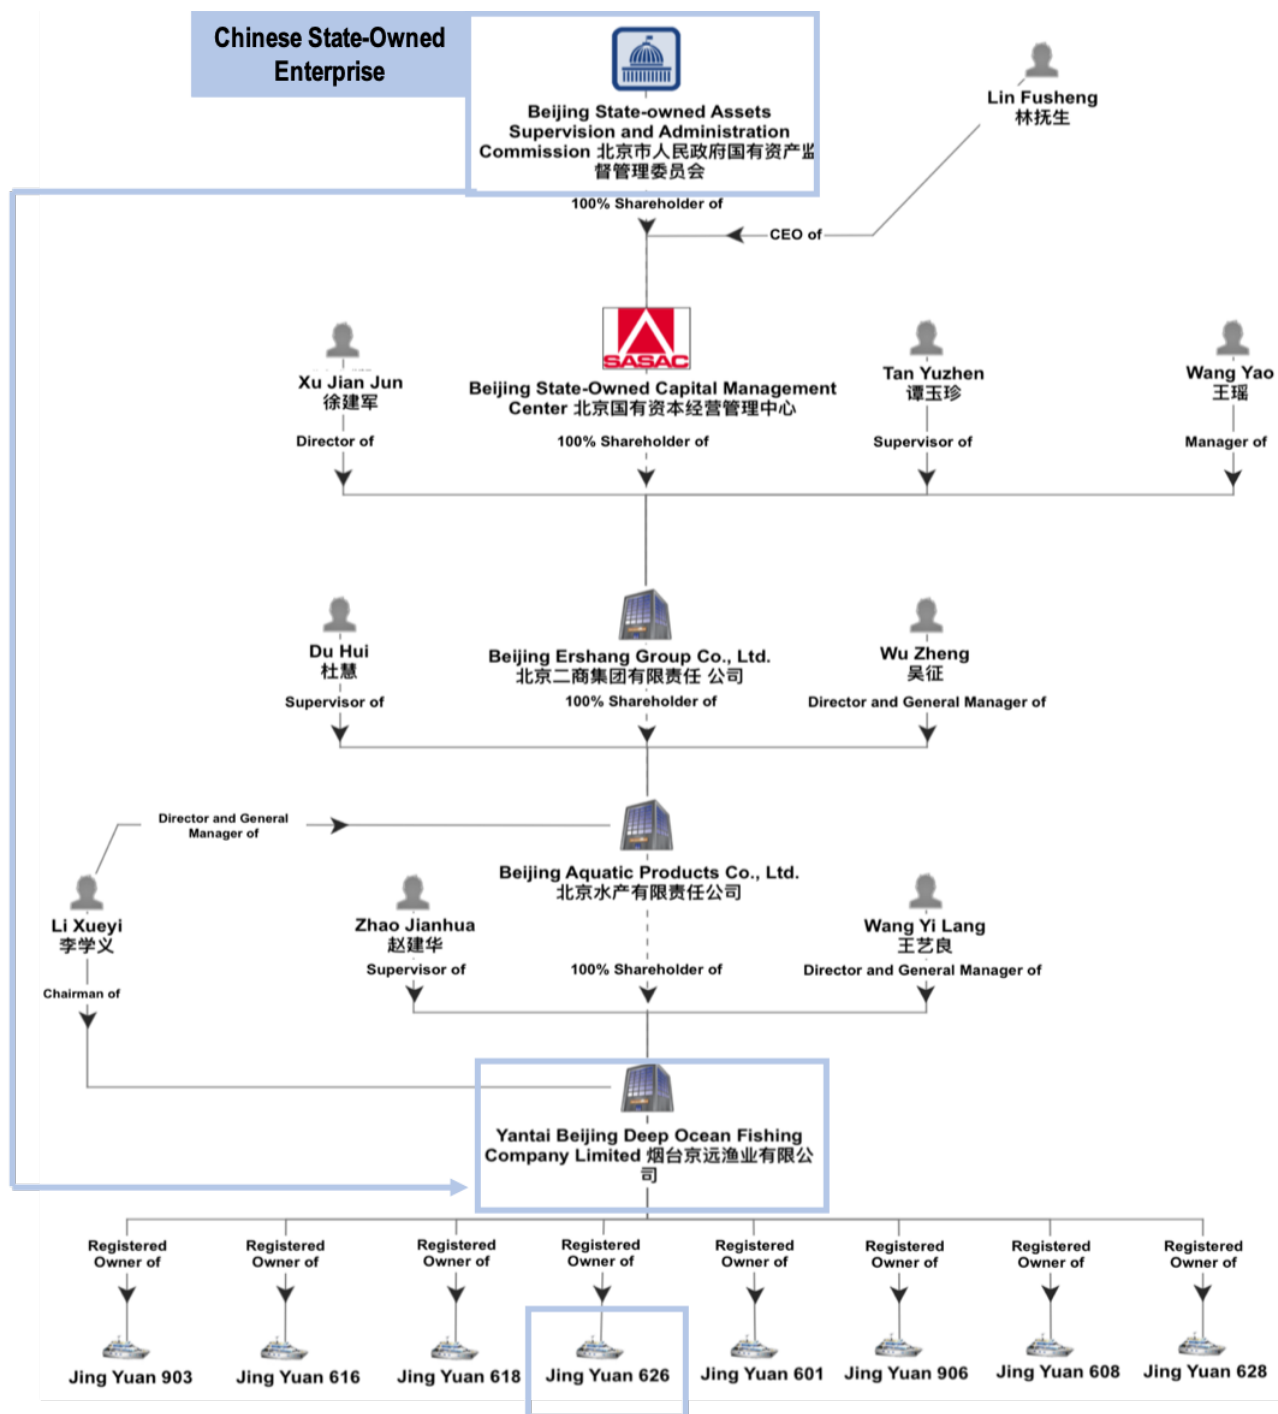 Chinese State-Owned
Enterprise
Beijing State-owned Assets
Supervision and Administration
Commission 北京市人民政府国有资产监
督管理委员会
Lin Fusheng
林抚生
100% Shareholder of
CEO of
SASAC
Xu Jian Jun
徐建军
Director of
Beijing State-Owned Capital Management
Center 北京国有资本经营管理中心
100% Shareholder of
Tan Yuzhen
谭玉珍
Supervisor of
Wang Yao
王瑶
Manager of
Du Hui
杜慧
Supervisor of
Beijing Ershang Group Co., Ltd.
北京二商集团有限责任 公司
100% Shareholder of
Wu Zheng
吴征
Director and General Manager of
Director and General
Manager of
Beijing Aquatic Products Co., Ltd.
北京水产有限责任公司
Li Xueyi
李学义
Chairman of
Zhao Jianhua
赵建华
Supervisor of
100% Shareholder of
Wang Yi Lang
王艺良
Director and General Manager of
Yantai Beijing Deep Ocean Fishing
Company Limited 烟台京远渔业有限公
司
Registered
Owner of
Registered
Owner of
Registered
Owner of
Registered
Owner of
Registered
Owner of
Registered
Owner of
Registered
Owner of
Registered
Owner of
Jing Yuan 903
Jing Yuan 616
Jing Yuan 618
Jing Yuan 626
Jing Yuan 601
Jing Yuan 906
Jing Yuan 608
Jing Yuan 628